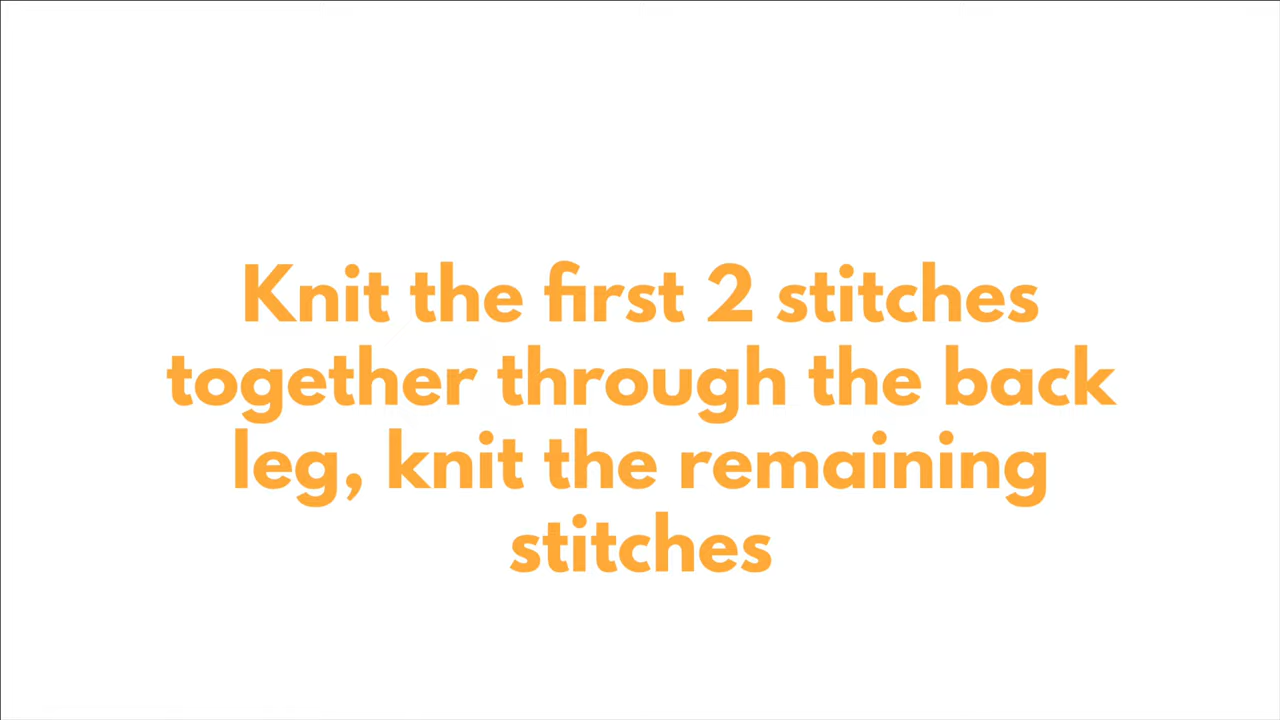 Knit the first 2 stitches
together through the back
leg, knit the remaining
stitches